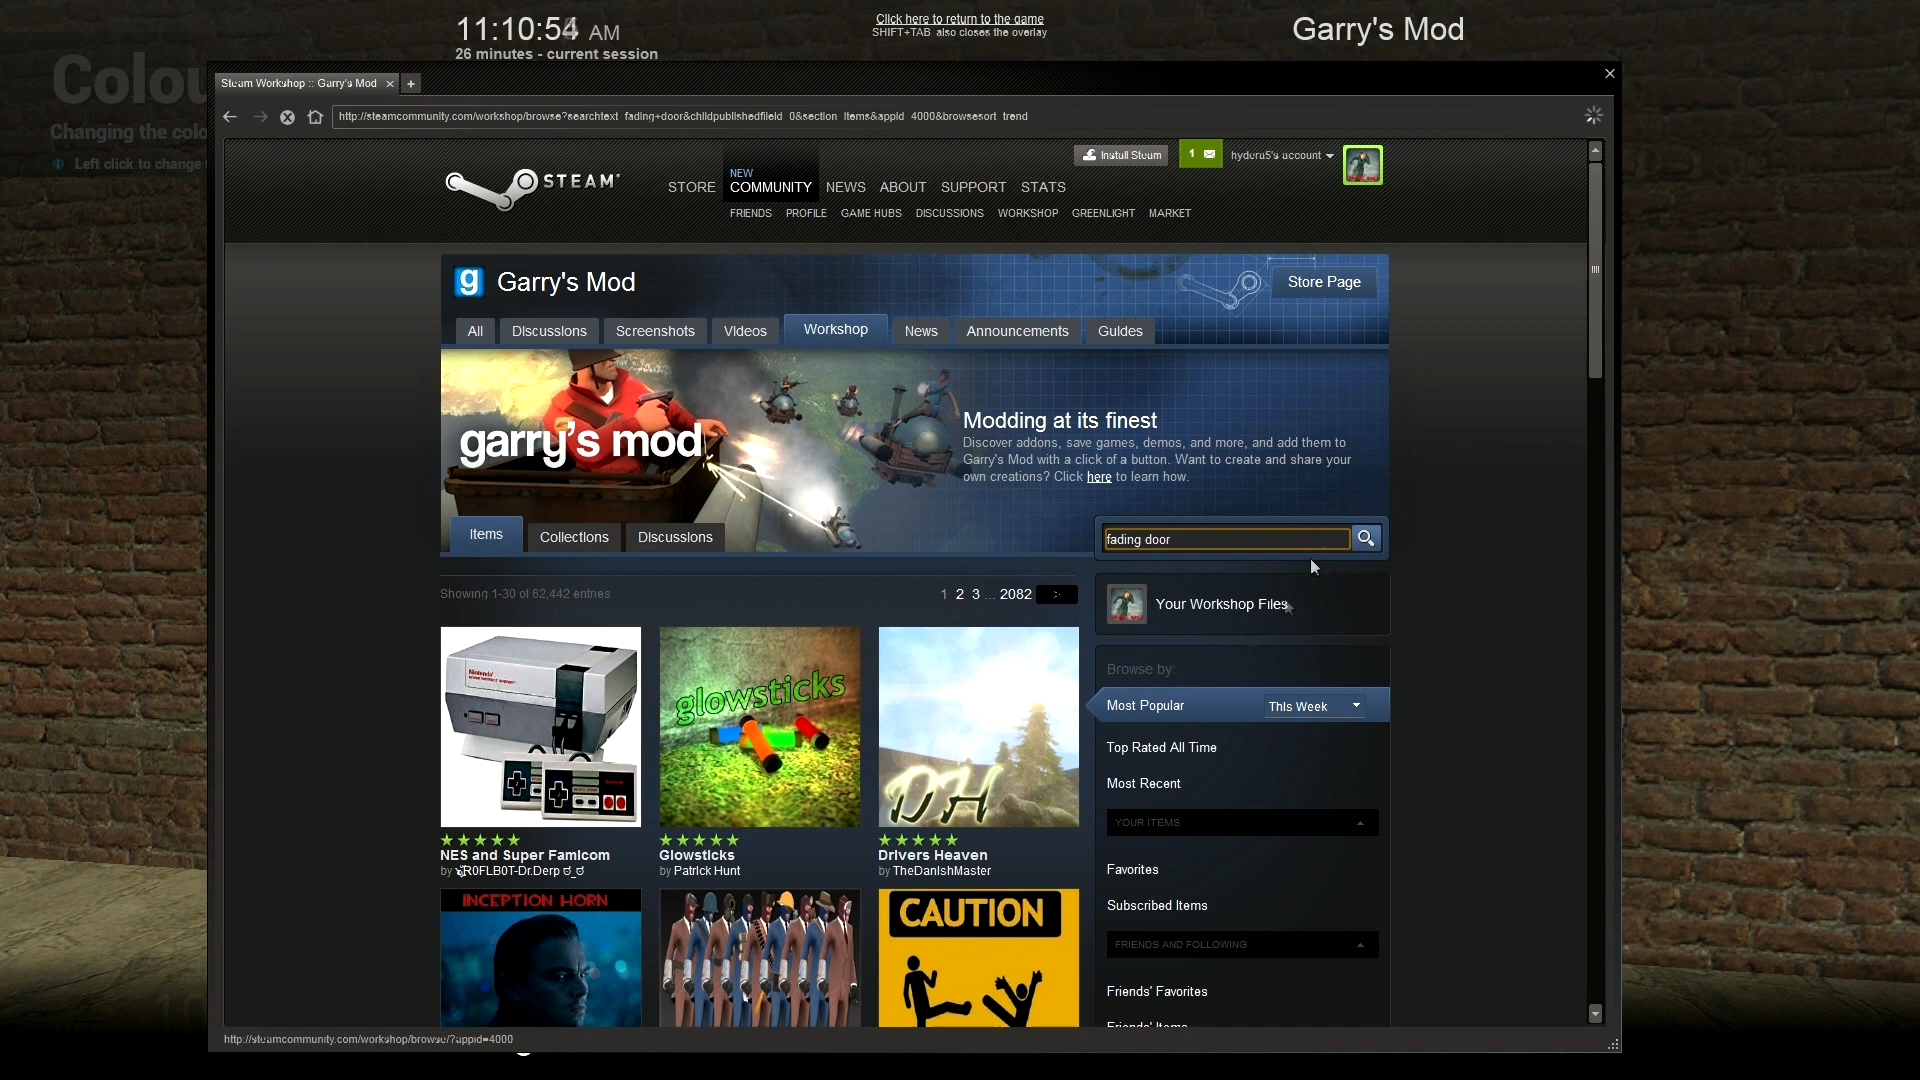 11:10:54 AM
26 minutes - current session
Click here to return to the game
SHIFT+TAB also closes the overlay
Garry's Mod
Colou
Changing the colo
Left click to change
Steam Workshop :: Garry's Mod
http://steamcommunity.com/workshop/browse?searchtext fading+door&childpublishedfileid 0&section items&appid 4000&browsesort trend
Install Steam
1
hyderu5's account
STEAM
STORE
NEW
COMMUNITY
NEWS
ABOUT
SUPPORT
STATS
FRIENDS
PROFILE
GAME HUBS
DISCUSSIONS
WORKSHOP
GREENLIGHT
MARKET
g
Garry's Mod
Store Page
All
Discussions
Screenshots
Videos
Workshop
News
Announcements
Guides
garry's mod
Modding at its finest
Discover addons, save games, demos, and more, and add them to
Garry's Mod with a click of a button. Want to create and share your
own creations? Click here to learn how.
Items
Collections
Discussions
fading door
Showing 1-30 of 62,442 entries
1 2 3 ... 2082 >
Your Workshop Files
Browse by:
Most Popular
This Week
Top Rated All Time
Most Recent
YOUR ITEMS
Favorites
Subscribed Items
FRIENDS AND FOLLOWING
Friends' Favorites
Friends' Items
Nintendo
glowsticks
DH
NES and Super Famicom
by R0FLB0T-Dr.Derp ಠ_ಠ
Glowsticks
by Patrick Hunt
Drivers Heaven
by TheDanishMaster
INCEPTION HORN
CAUTION
http://steamcommunity.com/workshop/browse/?appid=4000